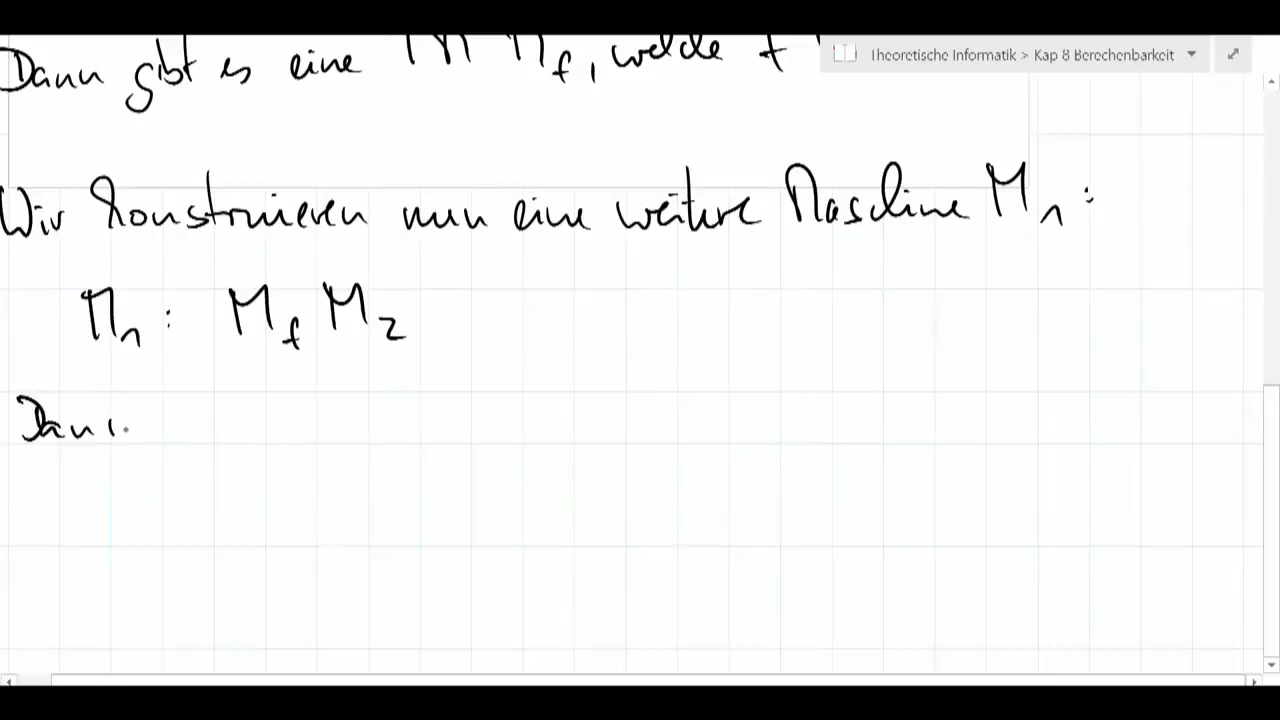 Dann gibt es eine TM M_f, welche f
Theoretische Informatik > Kap 8 Berechenbarkeit
Wir konstruieren nun eine weitere Maschine M_1:
M_1: M_f M_2
Dann